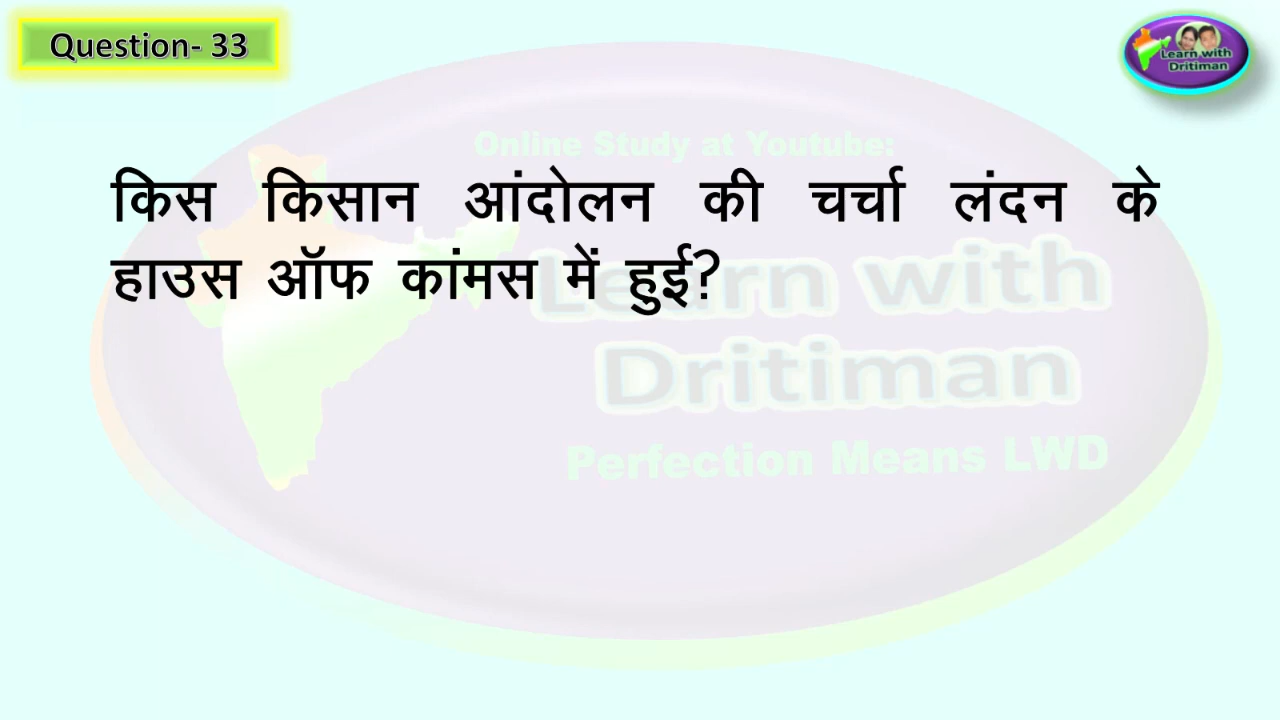 Question- 33
Learn with
Dritiman
Online Study at Youtube:
किस किसान आंदोलन की चर्चा लंदन के
हाउस ऑफ कांमस में हुई?
Learn with
Dritiman
Perfection Means LWD